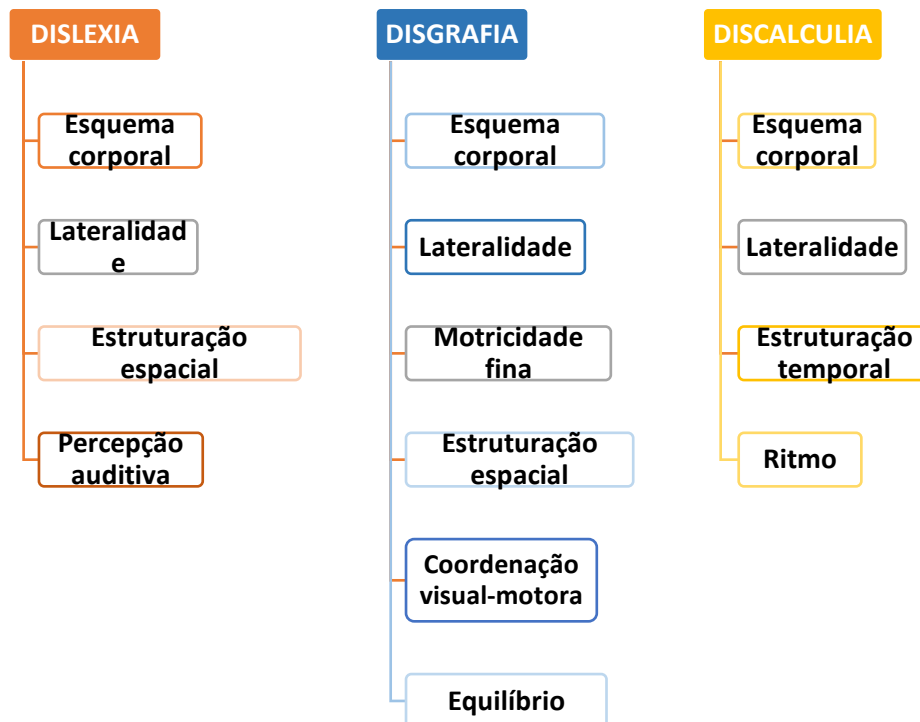 DISLEXIA
Esquema
corporal
Lateralidad
e
Estruturação
espacial
Percepção
auditiva
DISGRAFIA
Esquema
corporal
Lateralidade
Motricidade
fina
Estruturação
espacial
Coordenação
visual-motora
Equilíbrio
DISCALCULIA
Esquema
corporal
Lateralidade
Estruturação
temporal
Ritmo